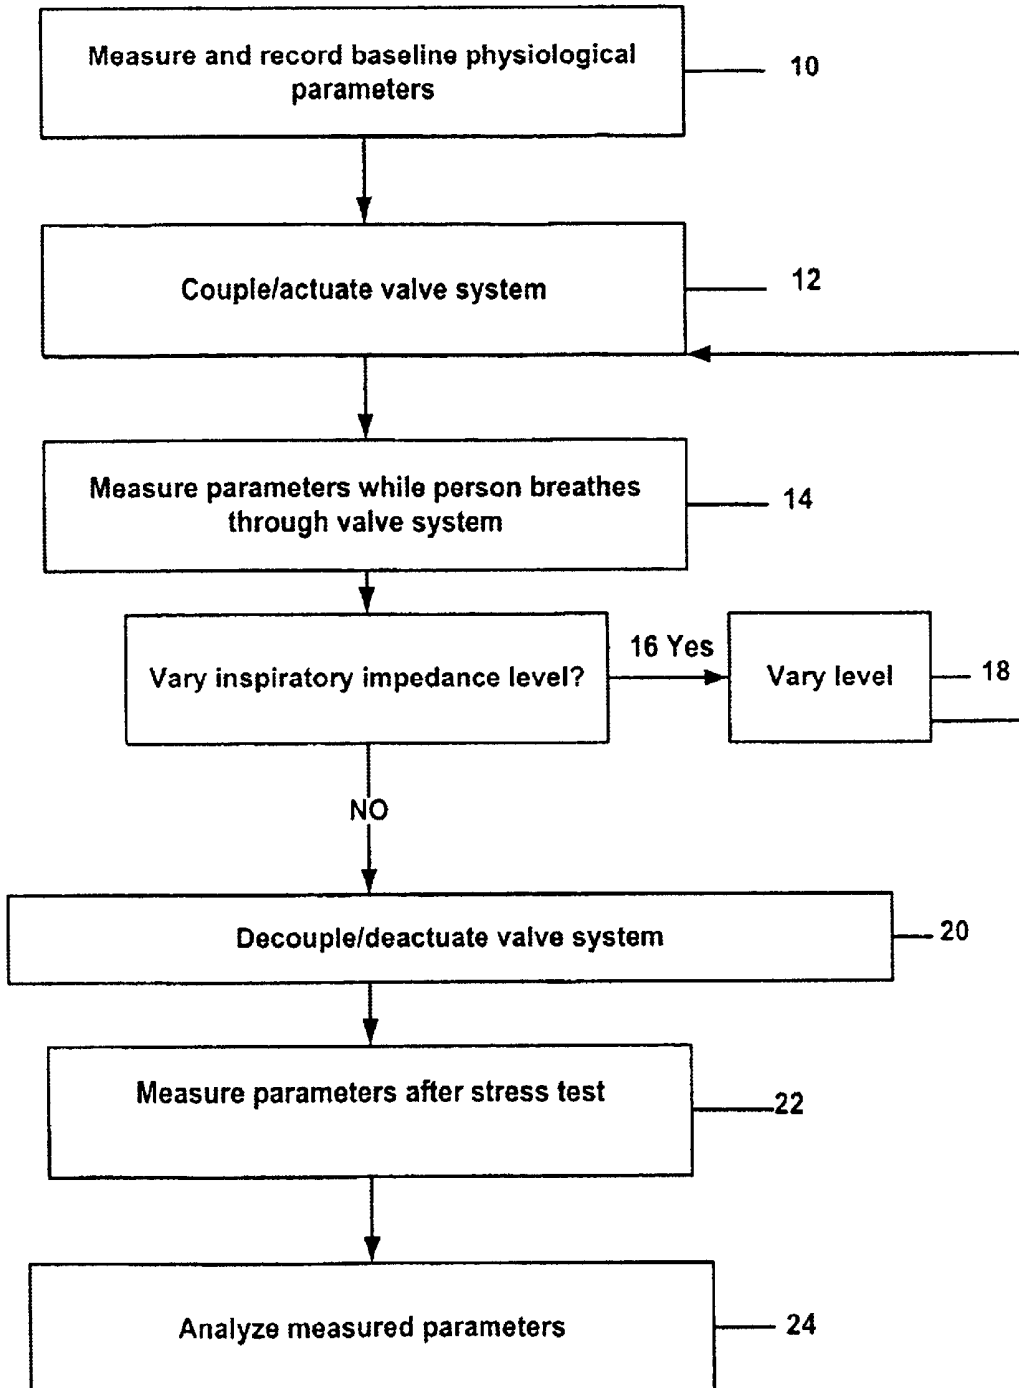 Measure and record baseline physiological
parameters
10
Couple/actuate valve system
12
Measure parameters while person breathes
through valve system
14
Vary inspiratory impedance level?
16 Yes
Vary level
18
NO
Decouple/deactuate valve system
20
Measure parameters after stress test
22
Analyze measured parameters
24